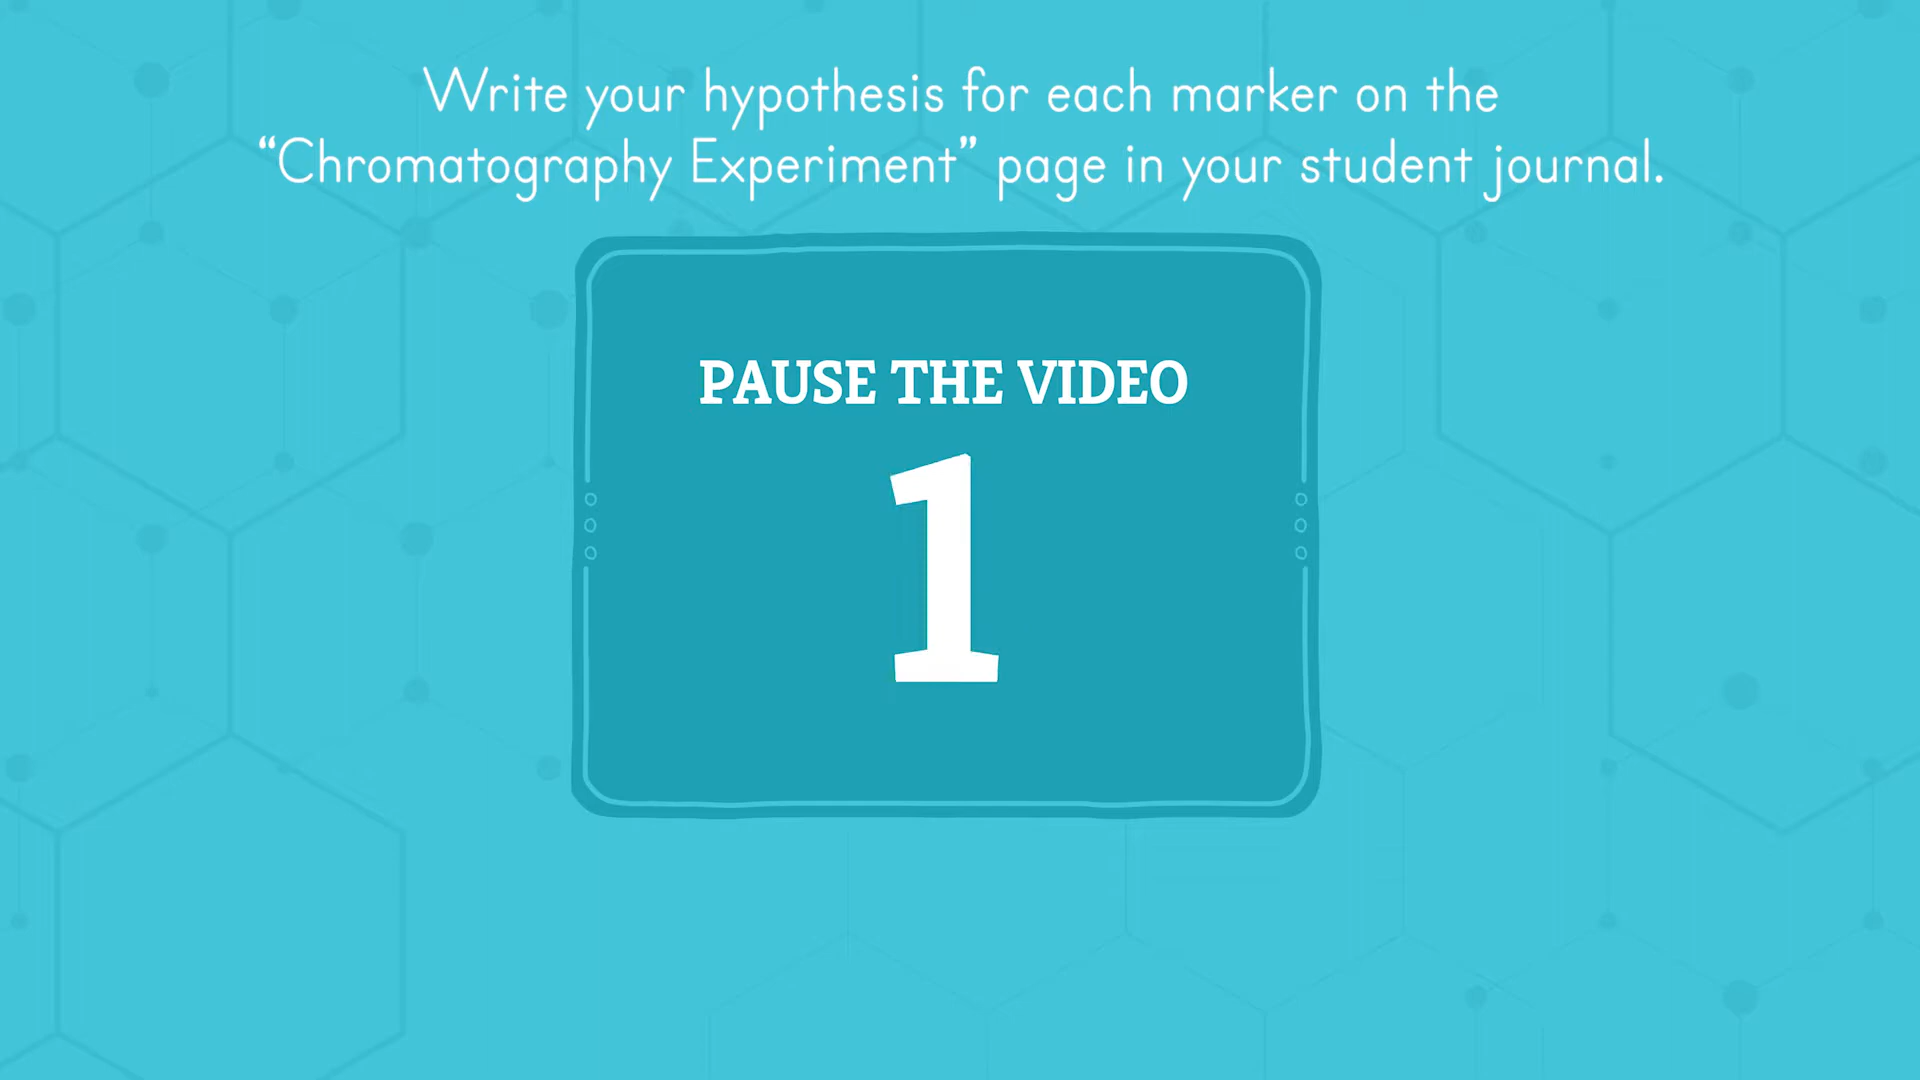 Write your hypothesis for each marker on the
“Chromatography Experiment” page in your student journal.
PAUSE THE VIDEO
1